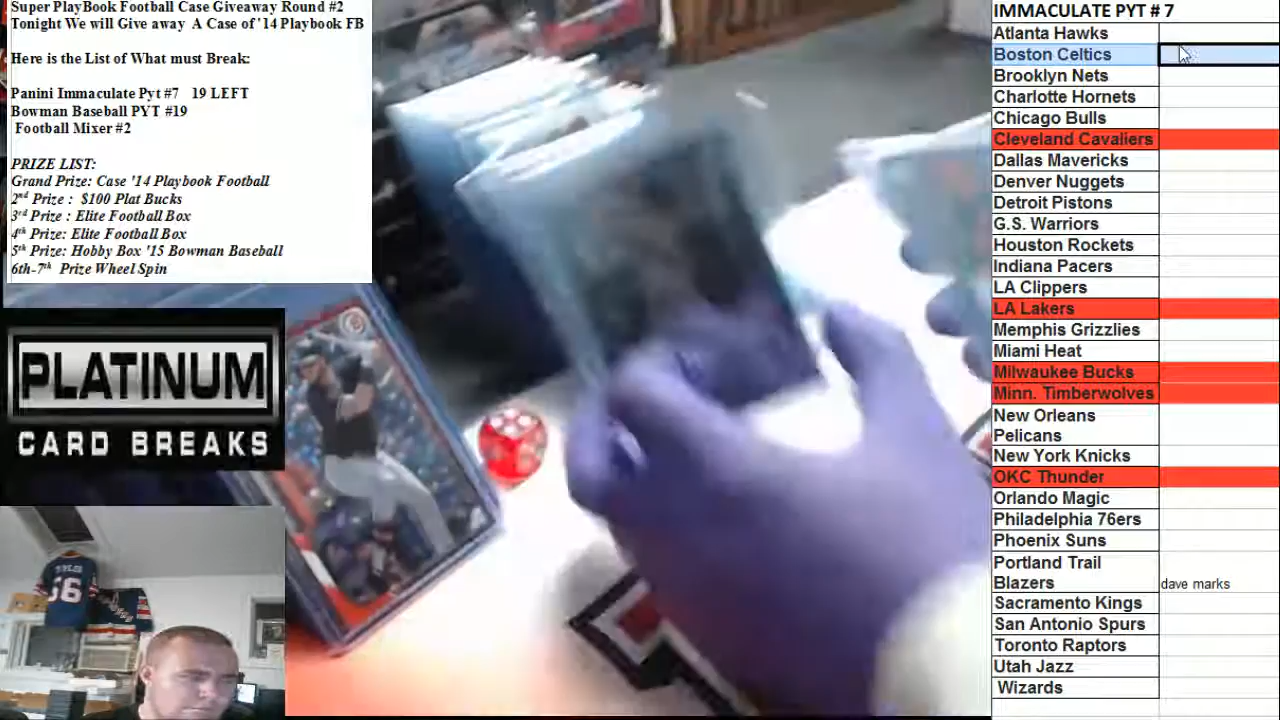 Super PlayBook Football Case Giveaway Round #2
Tonight We will Give away A Case of '14 Playbook FB
Here is the List of What must Break:
Panini Immaculate Pyt #7 19 LEFT
Bowman Baseball PYT #19
Football Mixer #2
PRIZE LIST:
Grand Prize: Case '14 Playbook Football
2nd Prize : $100 Plat Bucks
3rd Prize : Elite Football Box
4th Prize: Elite Football Box
5th Prize: Hobby Box '15 Bowman Baseball
6th-7th Prize Wheel Spin
PLATINUM
CARD BREAKS
56
IMMACULATE PYT # 7
Atlanta Hawks
Boston Celtics
Brooklyn Nets
Charlotte Hornets
Chicago Bulls
Cleveland Cavaliers
Dallas Mavericks
Denver Nuggets
Detroit Pistons
G.S. Warriors
Houston Rockets
Indiana Pacers
LA Clippers
LA Lakers
Memphis Grizzlies
Miami Heat
Milwaukee Bucks
Minn. Timberwolves
New Orleans
Pelicans
New York Knicks
OKC Thunder
Orlando Magic
Philadelphia 76ers
Phoenix Suns
Portland Trail
Blazers dave marks
Sacramento Kings
San Antonio Spurs
Toronto Raptors
Utah Jazz
Wizards